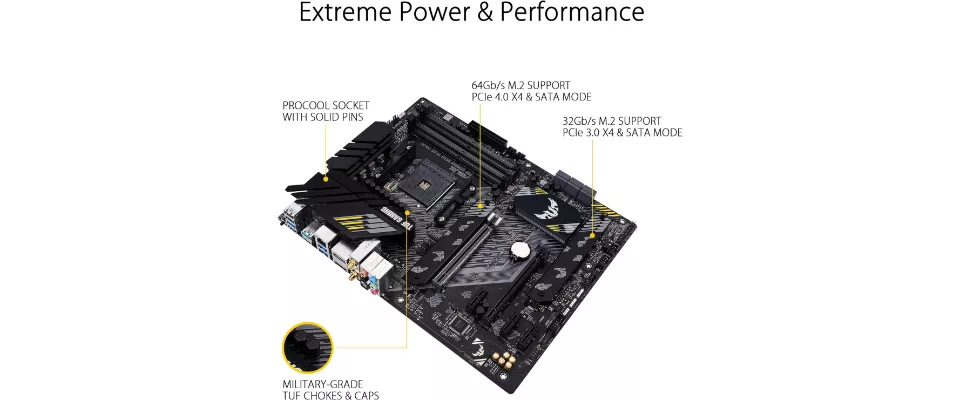 Extreme Power & Performance
64Gb/s M.2 SUPPORT
PCIe 4.0 X4 & SATA MODE
PROCOOL SOCKET
WITH SOLID PINS
32Gb/s M.2 SUPPORT
PCIe 3.0 X4 & SATA MODE
TUF GAMING
MILITARY-GRADE
TUF CHOKES & CAPS